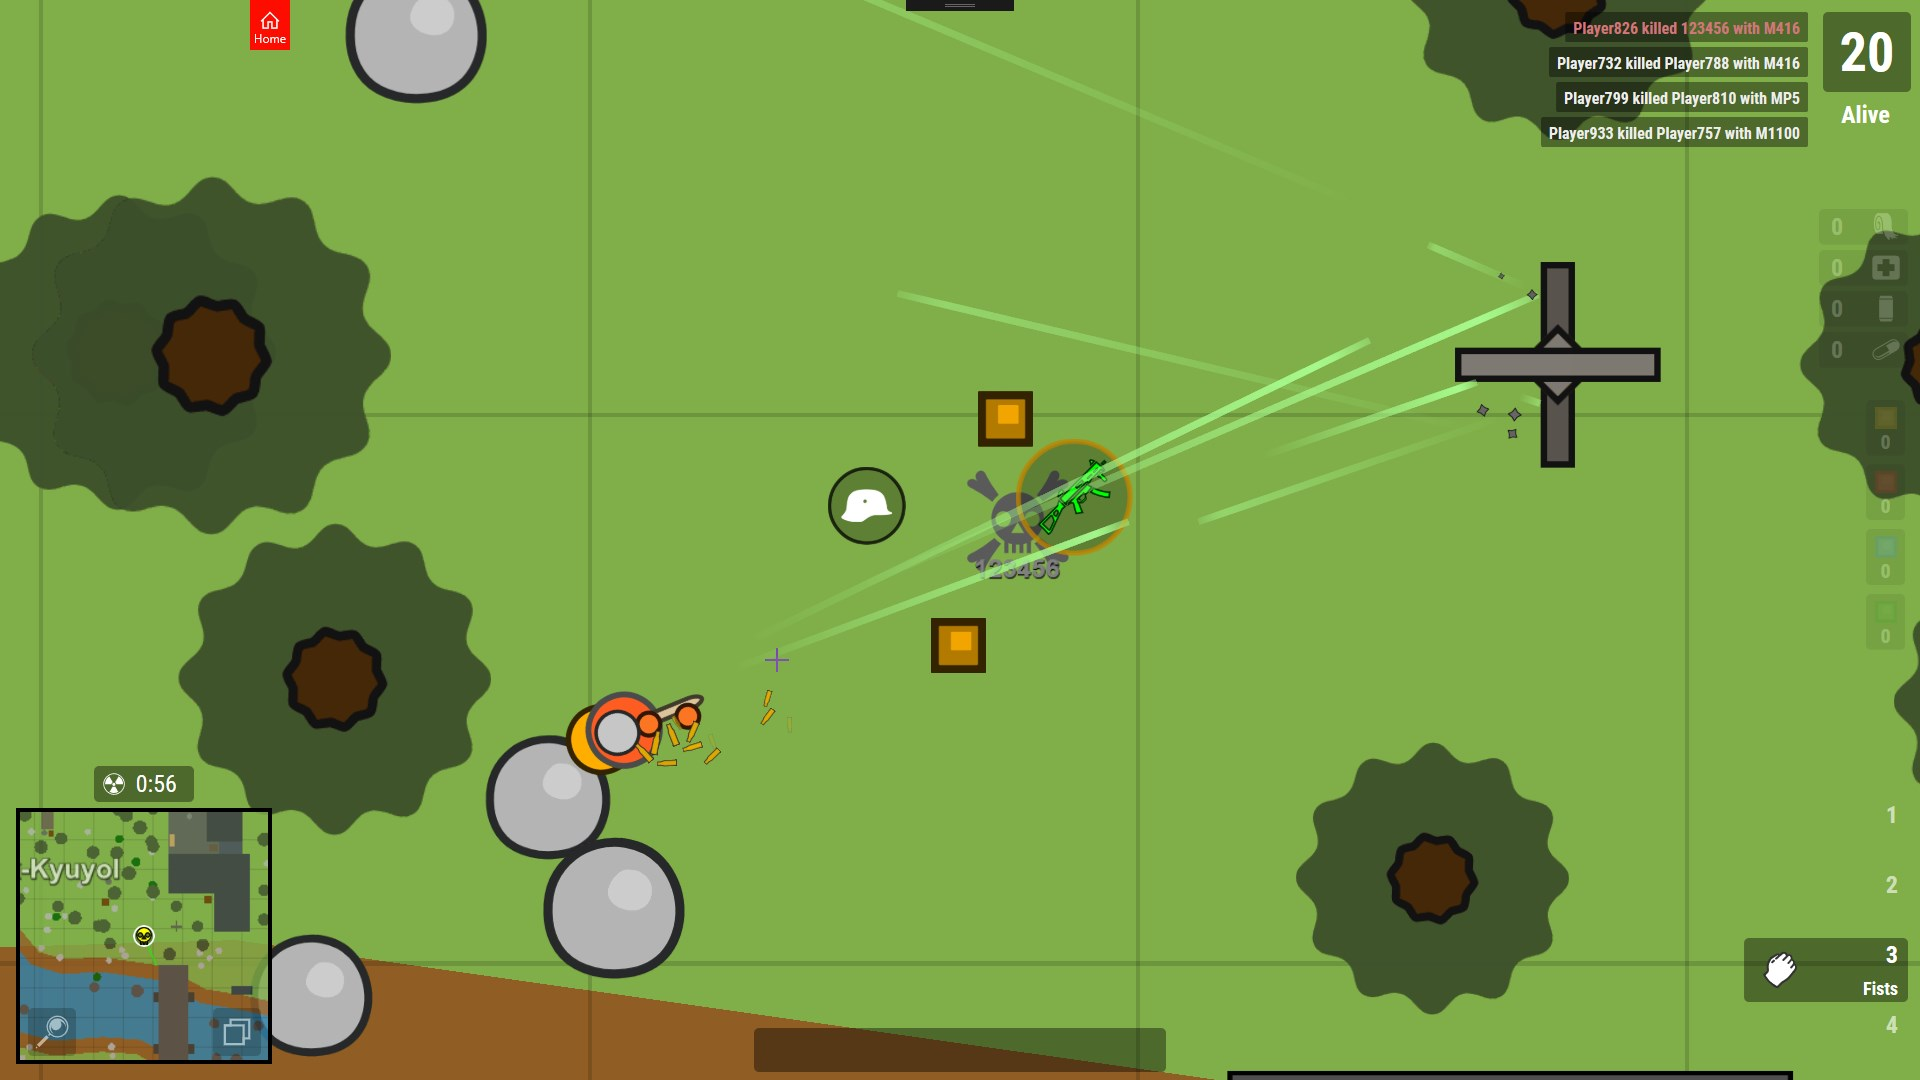 Home
Player826 killed 123456 with M416
Player732 killed Player788 with M416
Player799 killed Player810 with MP5
Player933 killed Player757 with M1100
20
Alive
0
0
0
0
0
0
0
0
123456
0:56
-Kyuyol
1
2
3
Fists
4